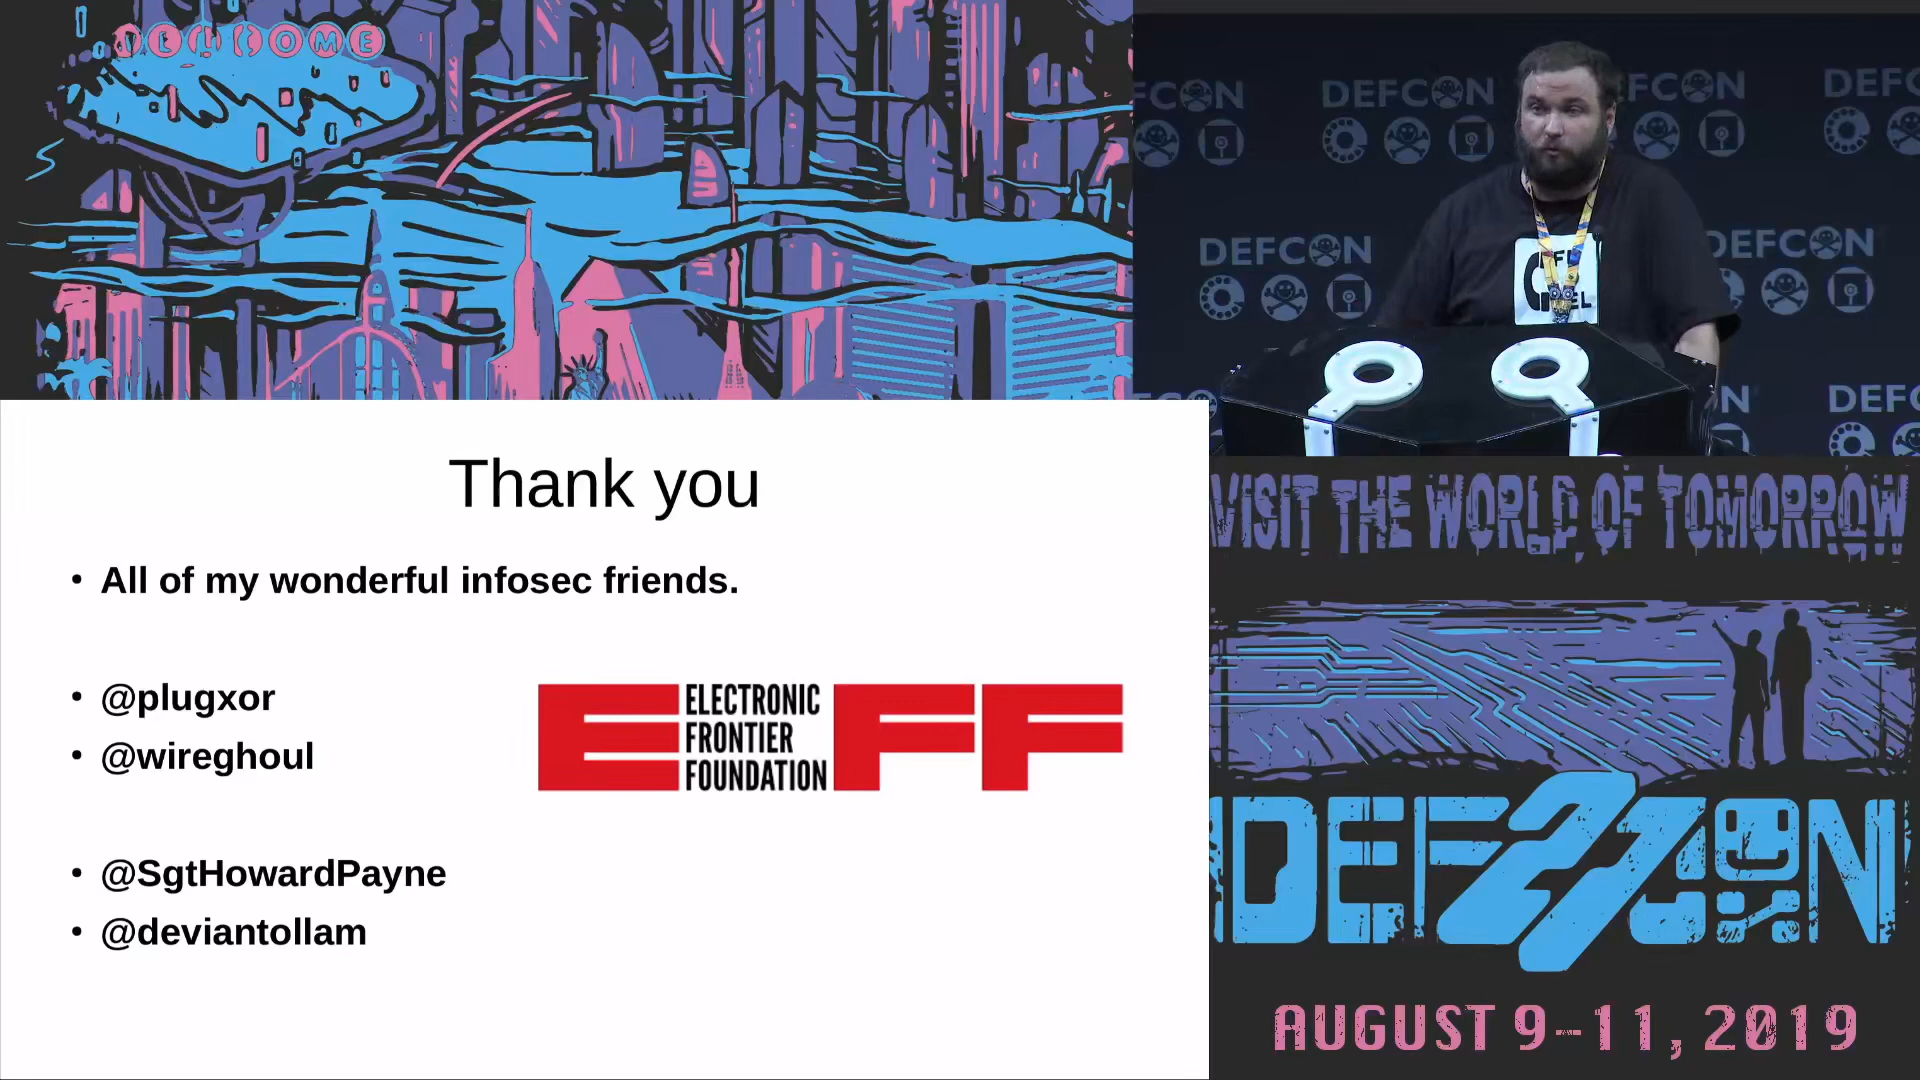 WELCOME
DEFCON
DEFCON
DEFCON
Thank you
• All of my wonderful infosec friends.
• @plugxor
• @wireghoul
ELECTRONIC
FRONTIER
FOUNDATION
EFF
• @SgtHowardPayne
• @deviantollam
VISIT THE WORLD OF TOMORROW
DEF 27 CON
AUGUST 9-11, 2019